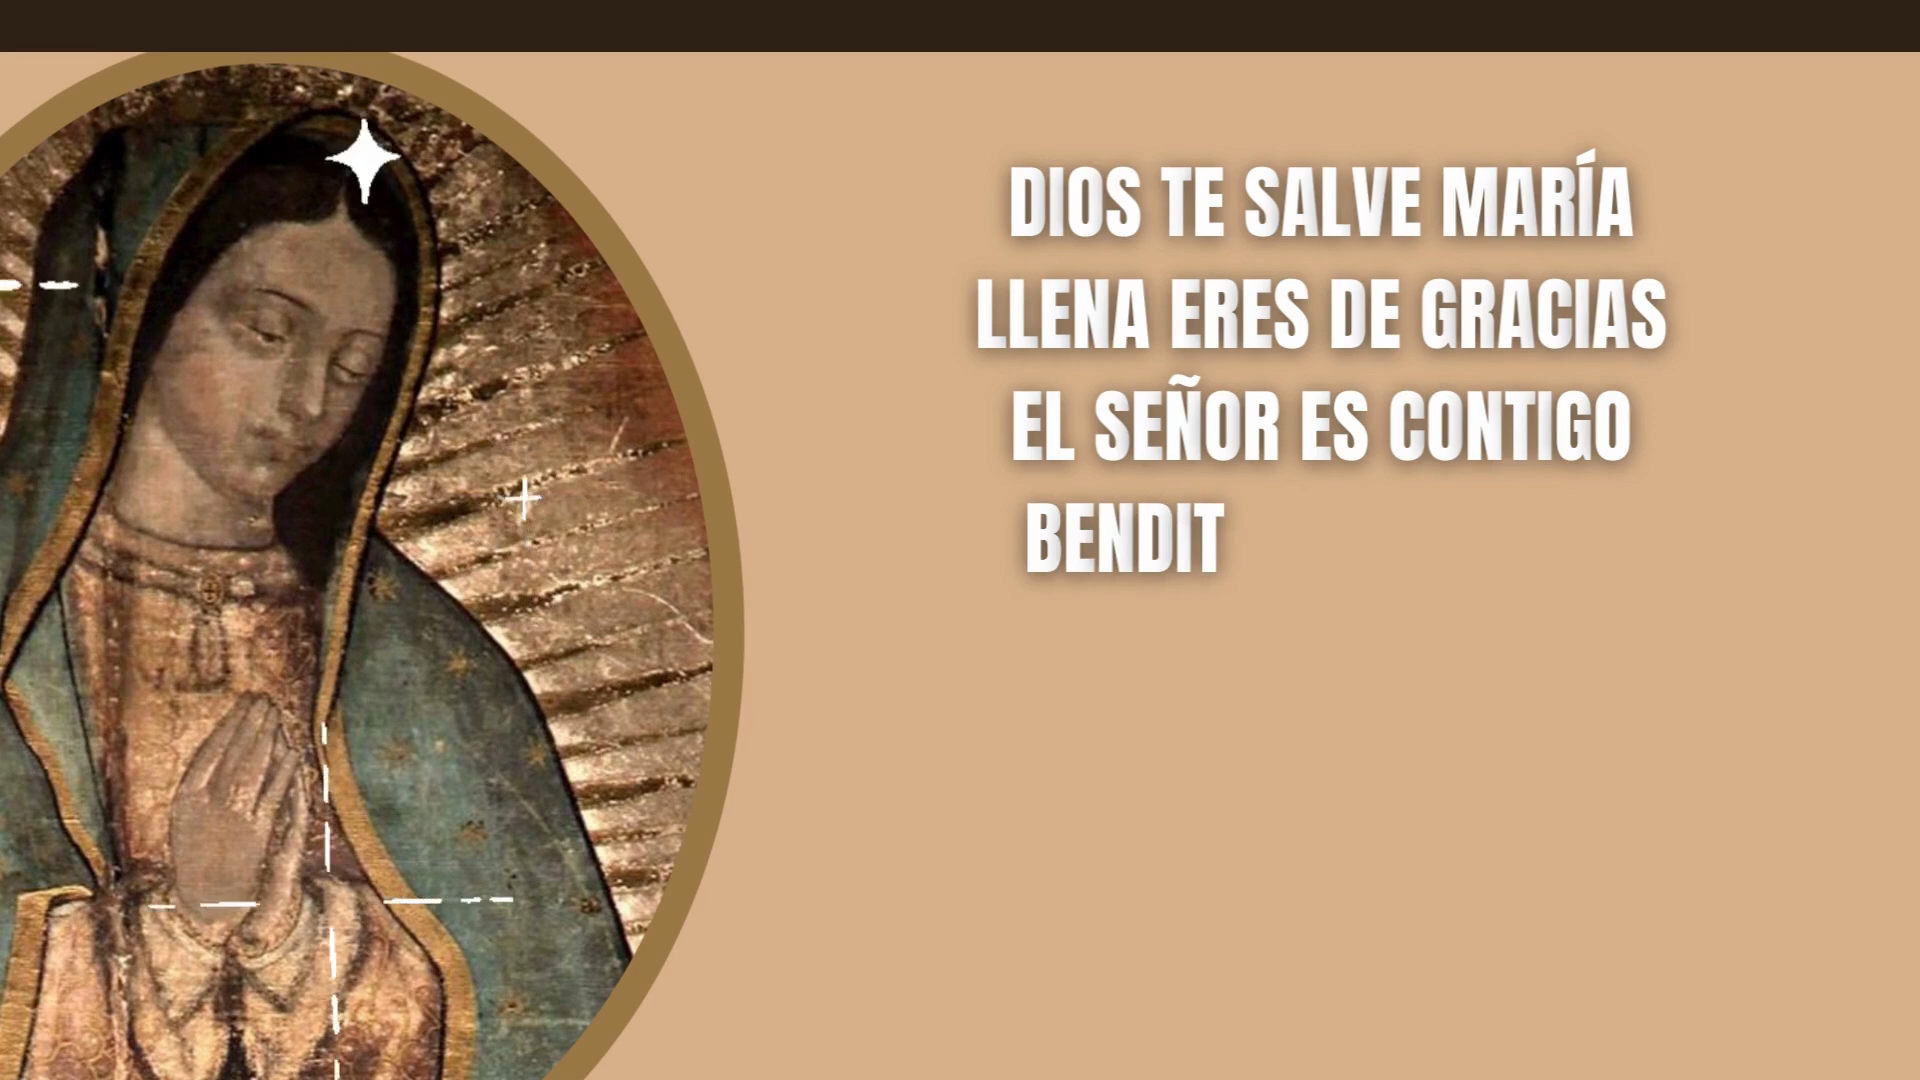 DIOS TE SALVE MARÍA
LLENA ERES DE GRACIAS
EL SEÑOR ES CONTIGO
BENDIT